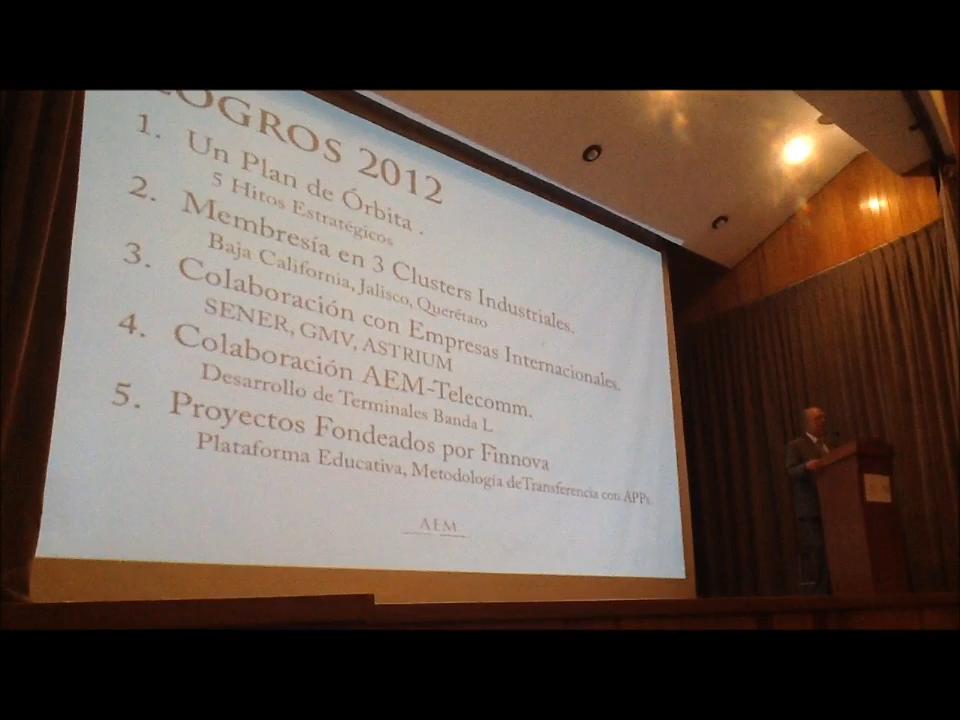 LOGROS 2012
1. Un Plan de Órbita .
5 Hitos Estratégicos
2. Membresía en 3 Clusters Industriales.
Baja California, Jalisco, Querétaro
3. Colaboración con Empresas Internacionales.
SENER, GMV, ASTRIUM
4. Colaboración AEM-Telecomm.
Desarrollo de Terminales Banda L
5. Proyectos Fondeados por Finnova
Plataforma Educativa, Metodología deTransferencia con APPs.
AEM